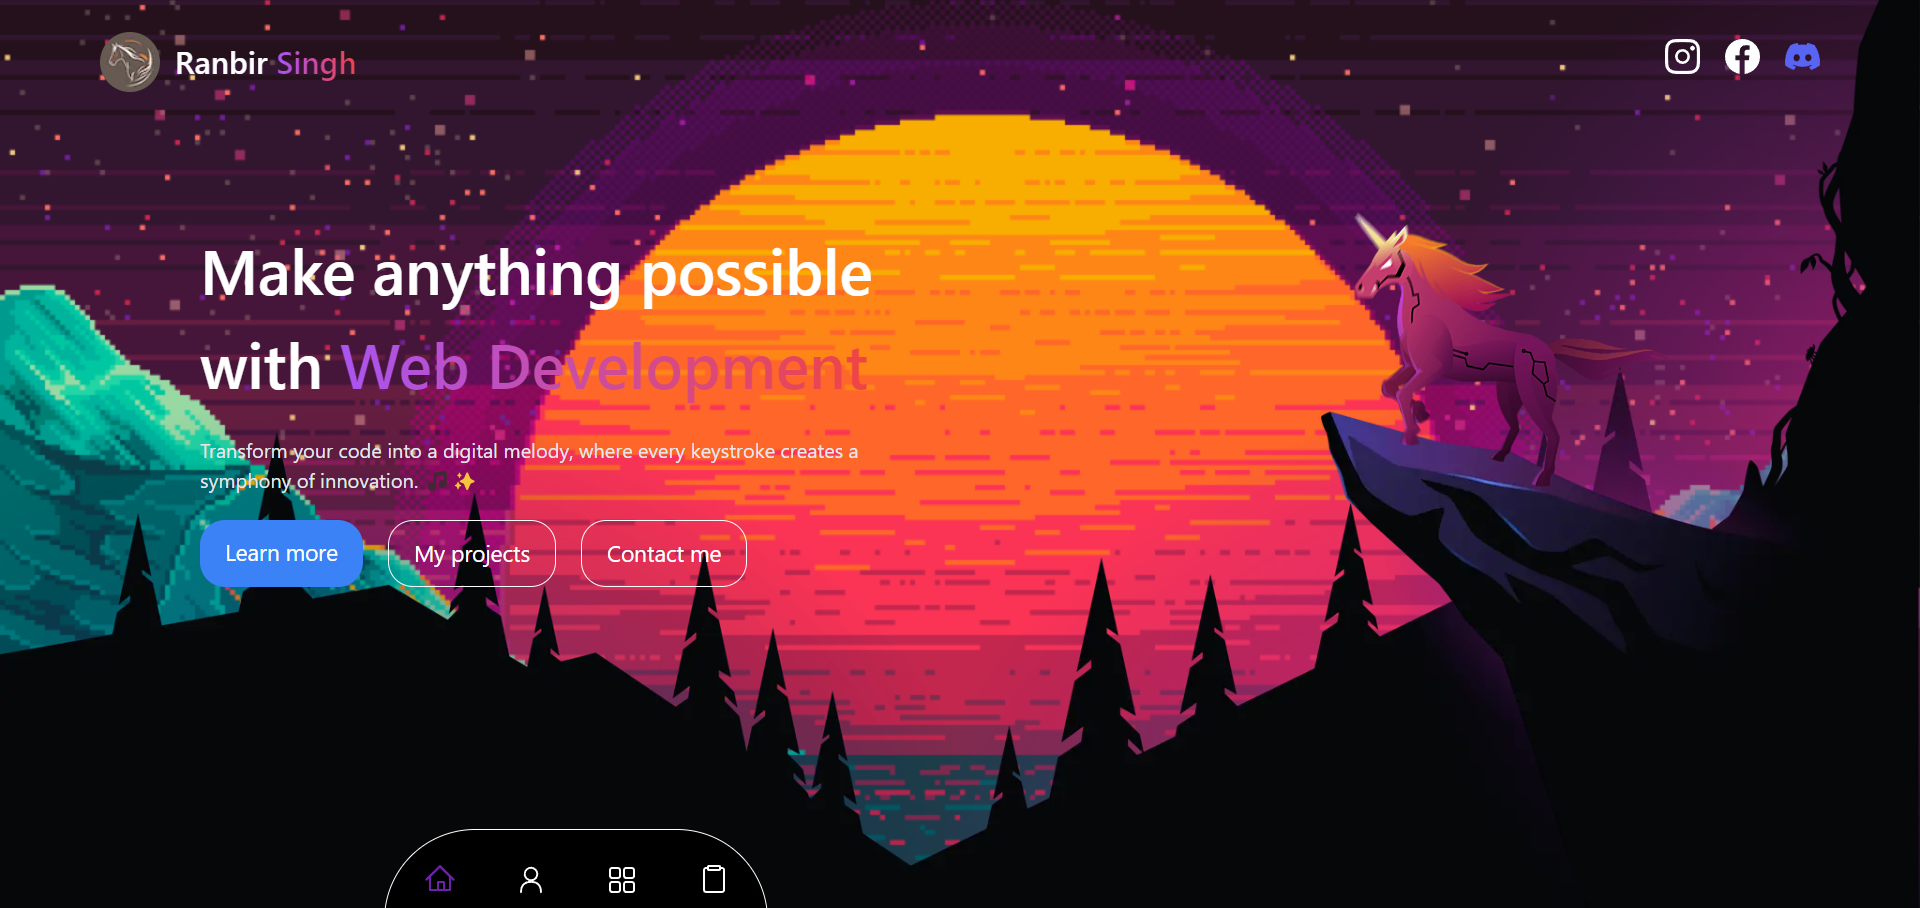 Ranbir Singh
Make anything possible
with Web Development
Transform your code into a digital melody, where every keystroke creates a
symphony of innovation. 🎵 ✨
Learn more
My projects
Contact me